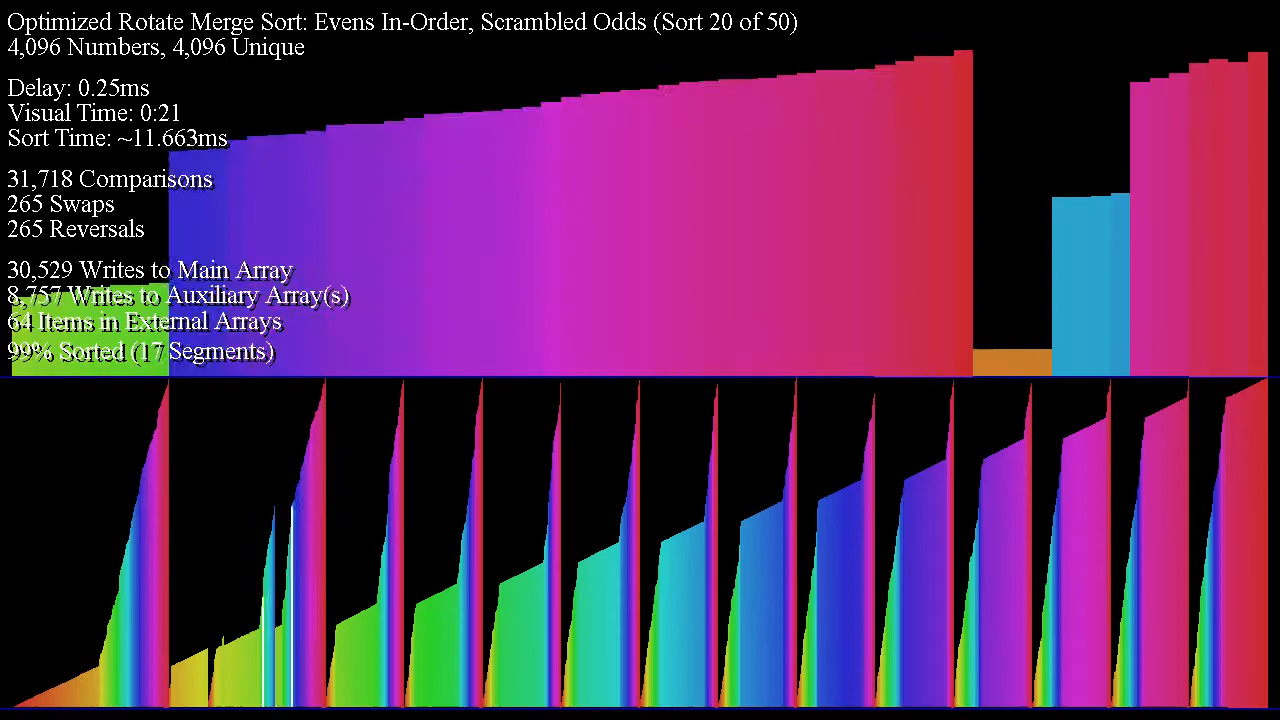 Optimized Rotate Merge Sort: Evens In-Order, Scrambled Odds (Sort 20 of 50)
4,096 Numbers, 4,096 Unique
Delay: 0.25ms
Visual Time: 0:21
Sort Time: ~11.663ms
31,718 Comparisons
265 Swaps
265 Reversals
30,529 Writes to Main Array
8,757 Writes to Auxiliary Array(s)
64 Items in External Arrays
99% Sorted (17 Segments)